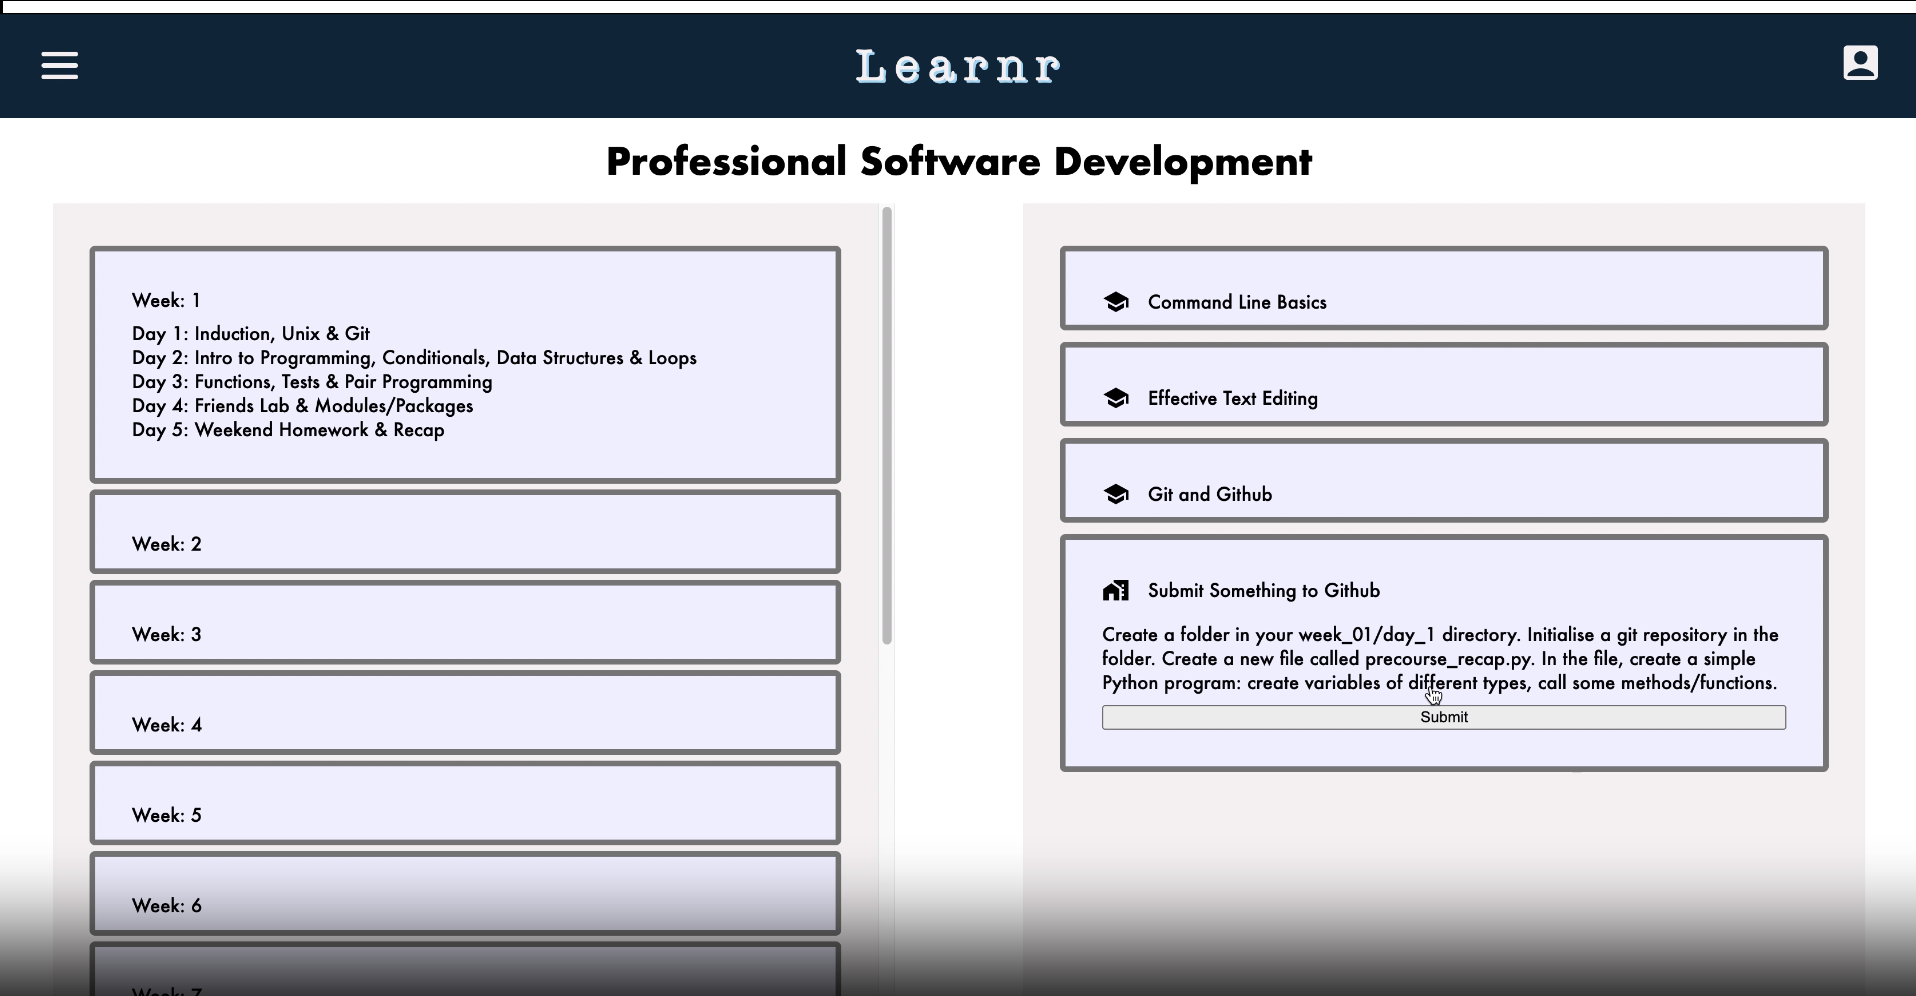 Learnr
Professional Software Development
Week: 1
Day 1: Induction, Unix & Git
Day 2: Intro to Programming, Conditionals, Data Structures & Loops
Day 3: Functions, Tests & Pair Programming
Day 4: Friends Lab & Modules/Packages
Day 5: Weekend Homework & Recap
Week: 2
Week: 3
Week: 4
Week: 5
Week: 6
Week: 7
Command Line Basics
Effective Text Editing
Git and Github
Submit Something to Github
Create a folder in your week_01/day_1 directory. Initialise a git repository in the
folder. Create a new file called precourse_recap.py. In the file, create a simple
Python program: create variables of different types, call some methods/functions.
Submit